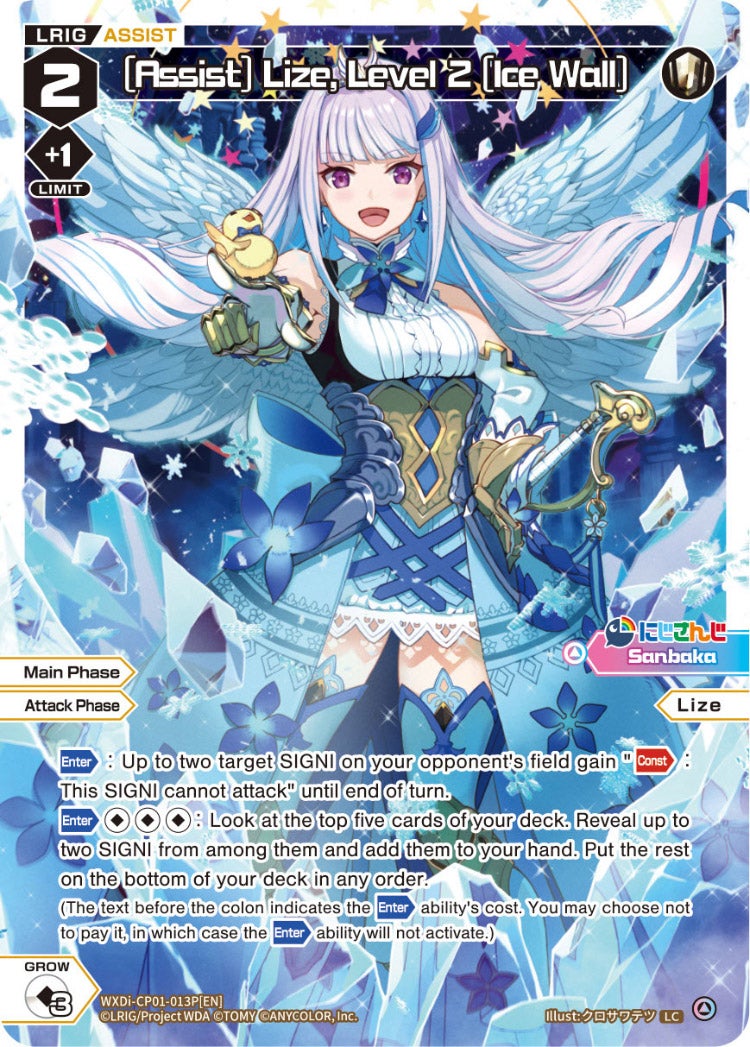 LRIG ASSIST
2
[Assist] Lize, Level 2 [Ice Wall]
+1
LIMIT
にじさんじ
Sanbaka
Main Phase
Attack Phase
Lize
Enter : Up to two target SIGNI on your opponent's field gain " Const :
This SIGNI cannot attack" until end of turn.
Enter : Look at the top five cards of your deck. Reveal up to
two SIGNI from among them and add them to your hand. Put the rest
on the bottom of your deck in any order.
(The text before the colon indicates the Enter ability's cost. You may choose not
to pay it, in which case the Enter ability will not activate.)
GROW
3
WXDi-CP01-013P[EN]
©LRIG/Project WDA ©TOMY ©ANYCOLOR, Inc.
Illust:クロサワテツ LC